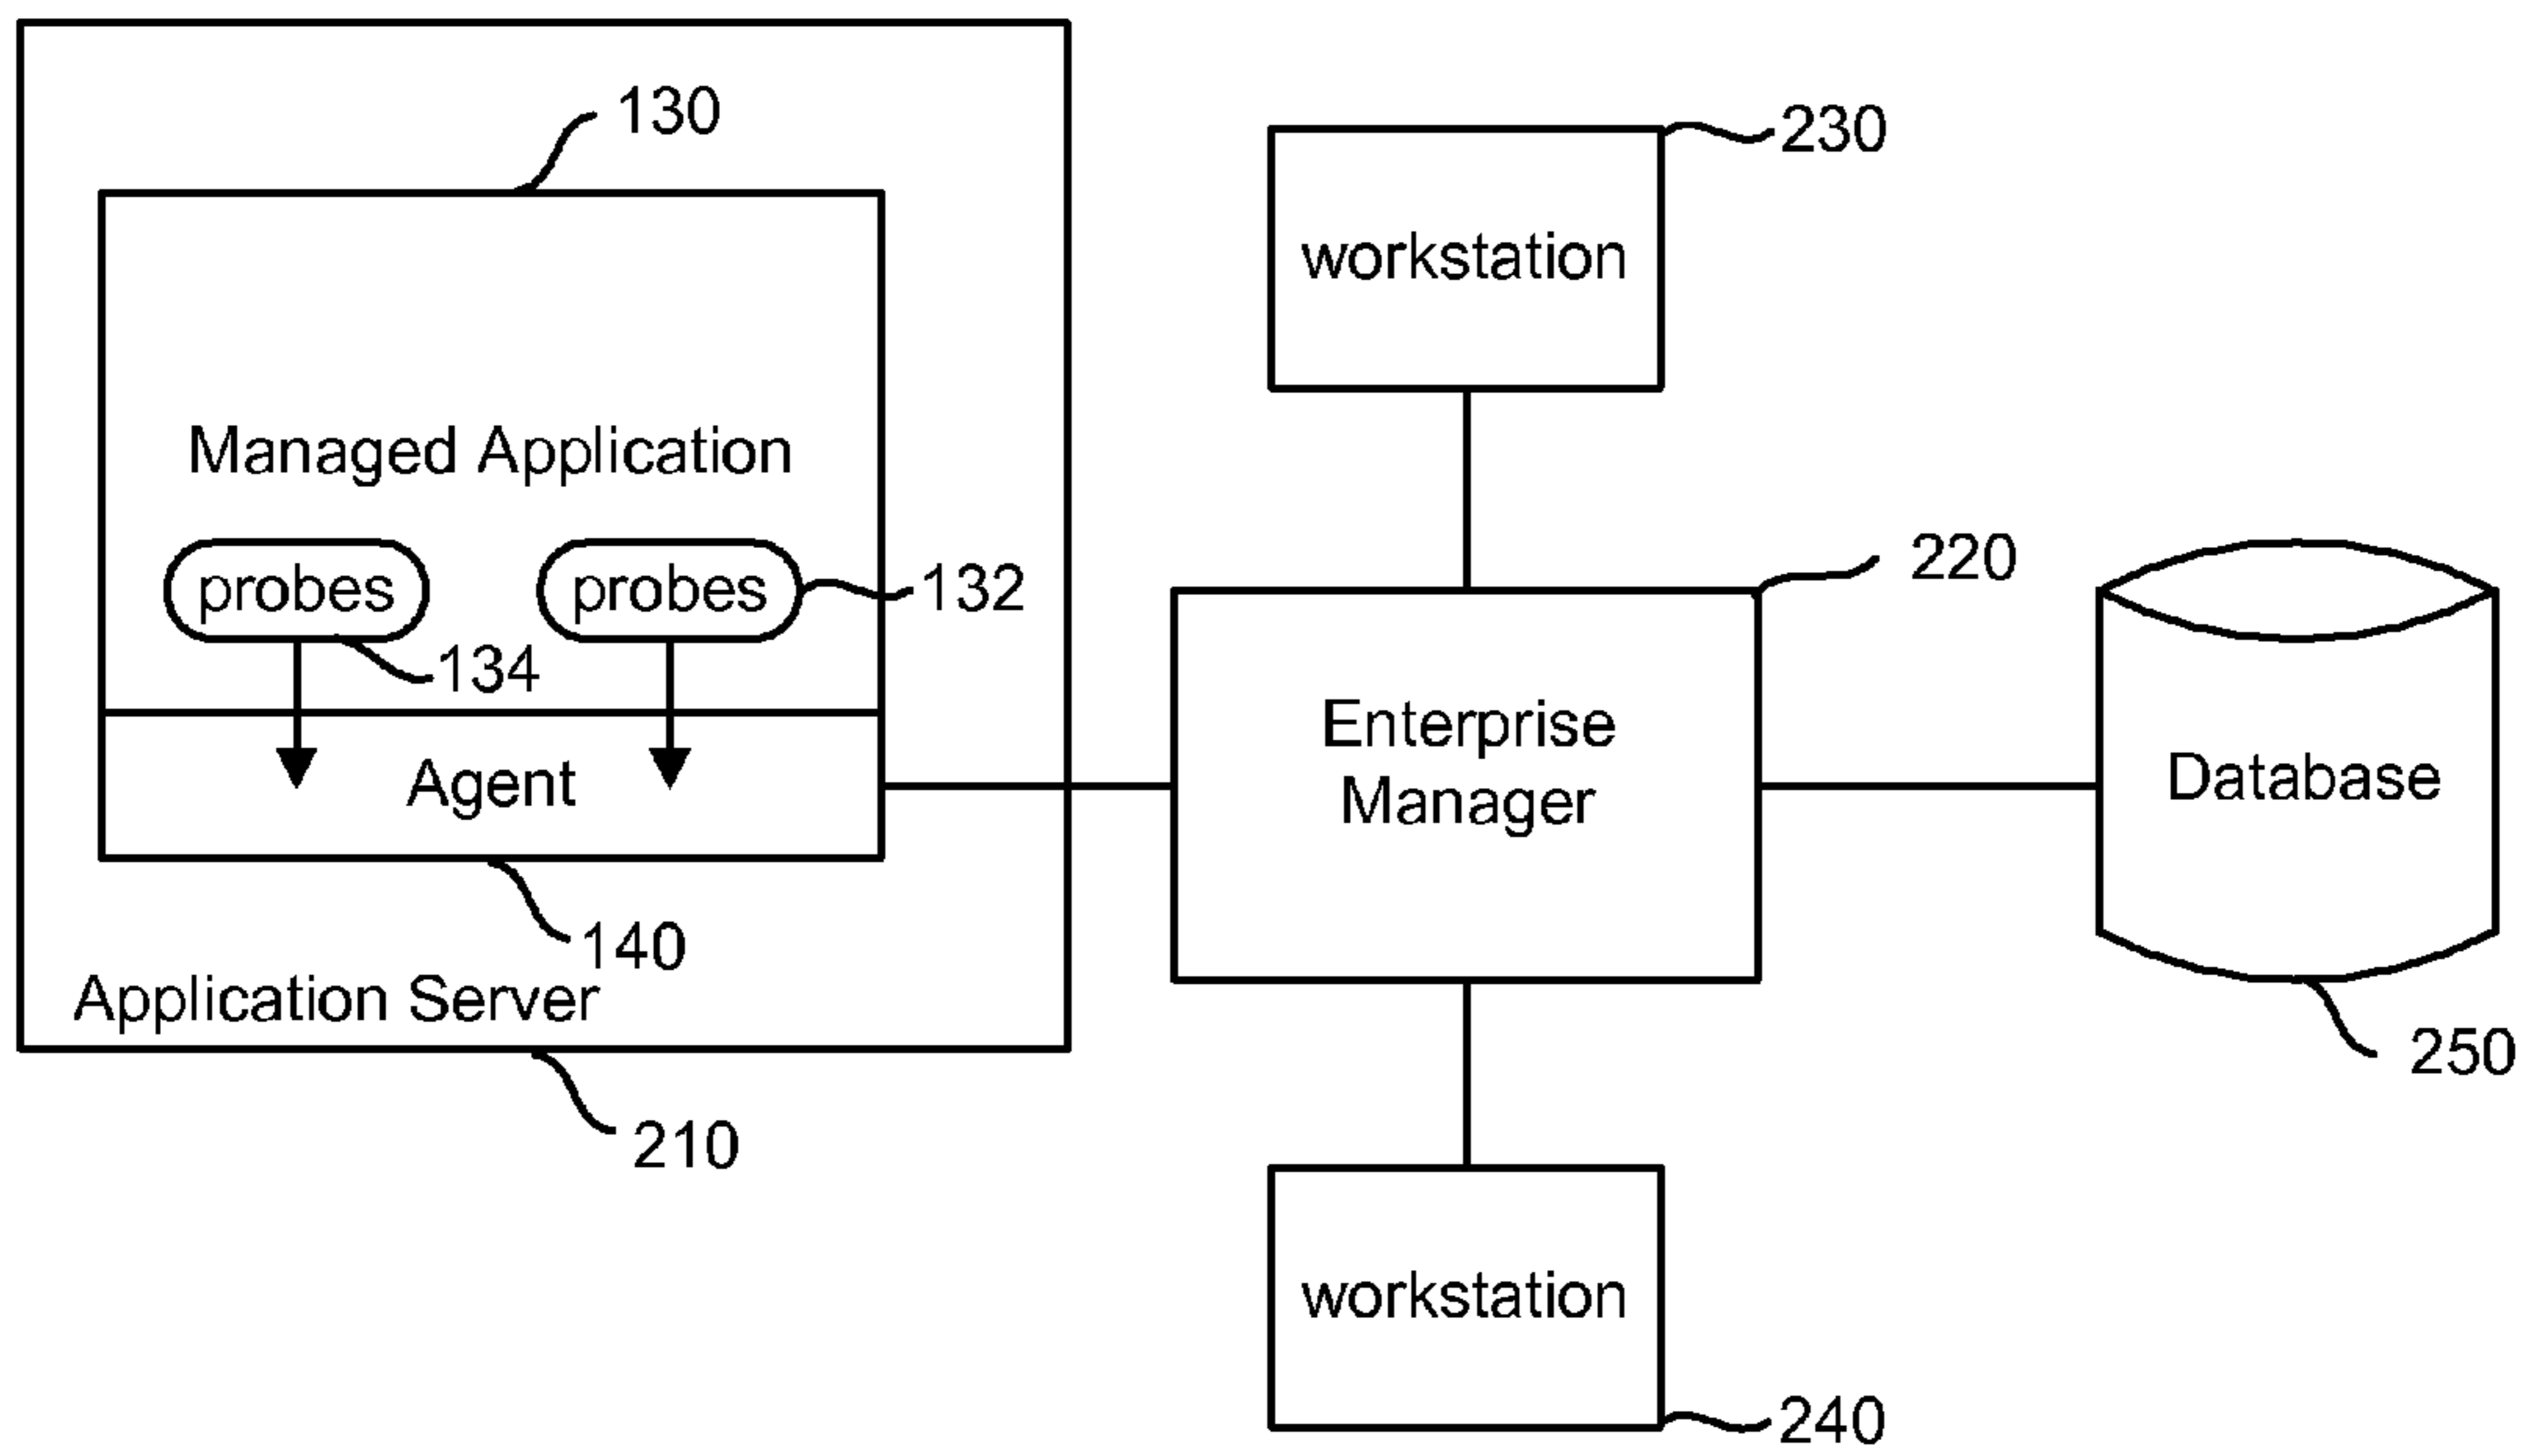 130
230
workstation
Managed Application
220
probes
probes
132
134
Enterprise
Manager
Agent
Database
140
Application Server
250
210
workstation
240